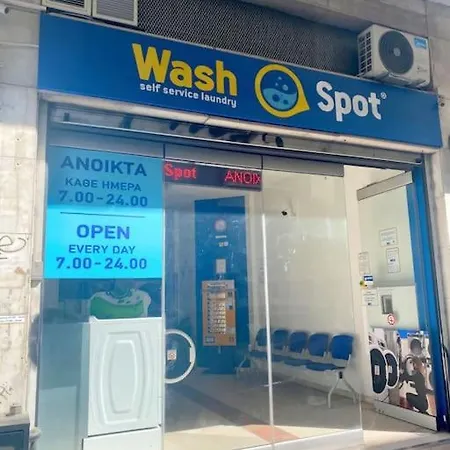 Wash
self service laundry
Spot®
Spot ΑΝΟΙΧ
ΑΝΟΙΚΤΑ
ΚΑΘΕ ΗΜΕΡΑ
7.00-24.00
OPEN
EVERY DAY
7.00-24.00